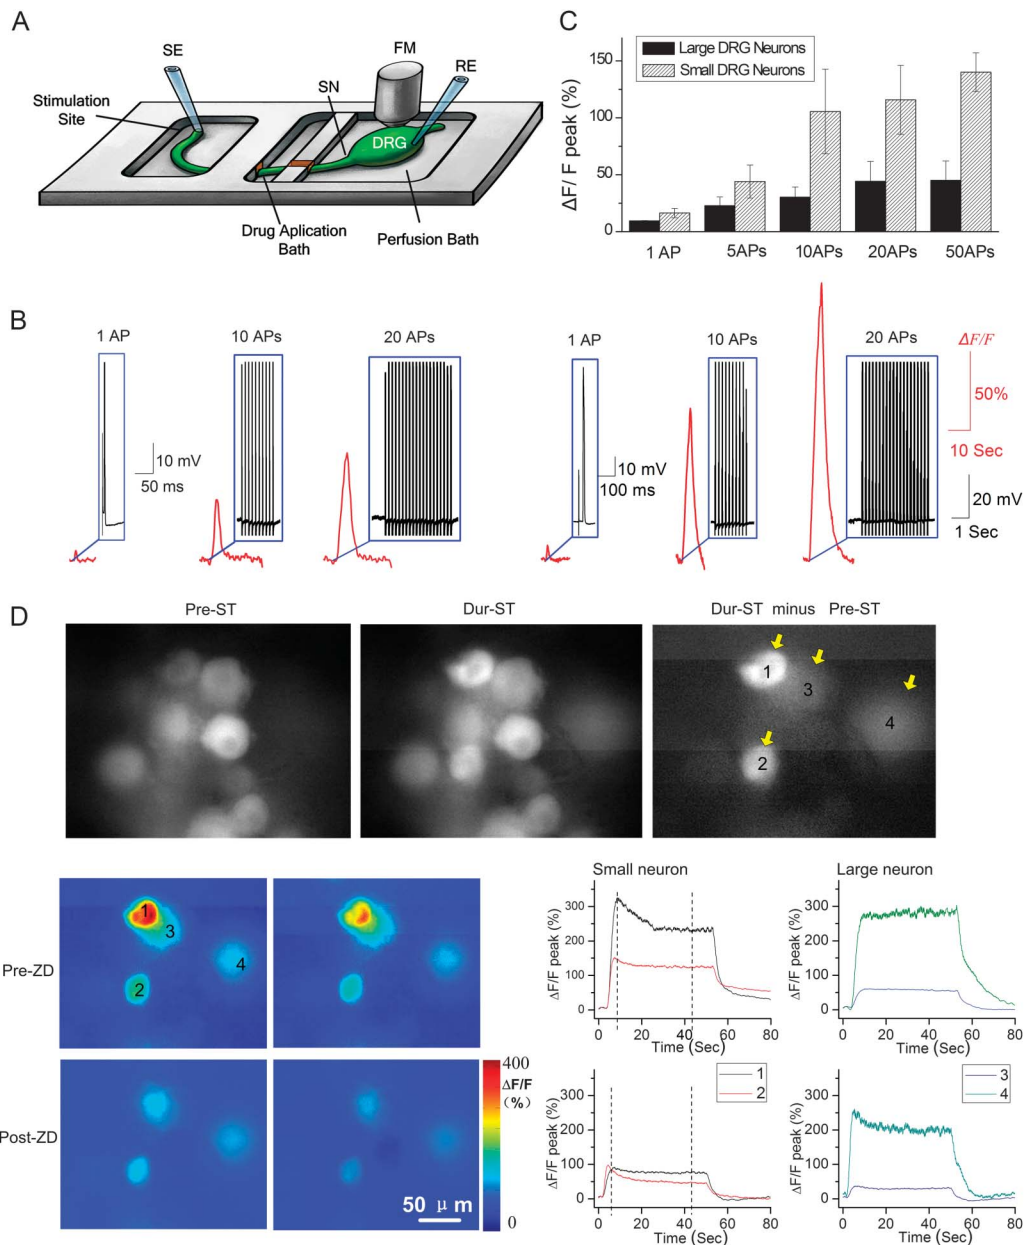 A
SE
FM
RE
Stimulation
Site
SN
DRG
Drug Aplication
Bath
Perfusion Bath
C
Large DRG Neurons
Small DRG Neurons
ΔF/ F peak (%)
150
100
50
0
1 AP
5APs
10APs
20APs
50APs
B
1 AP
10 APs
20 APs
10 mV
50 ms
1 AP
10 APs
20 APs
10 mV
100 ms
ΔF/F
50%
10 Sec
20 mV
1 Sec
D
Pre-ST
Dur-ST
Dur-ST minus Pre-ST
1
3
4
2
Pre-ZD
1
3
4
2
Post-ZD
400
ΔF/F
(%)
0
50 μ m
Small neuron
ΔF/F peak (%)
300
200
100
0
0 20 40 60 80
Time (Sec)
Large neuron
ΔF/F peak (%)
300
200
100
0
0 20 40 60 80
Time (Sec)
1
2
ΔF/F peak (%)
300
200
100
0
0 20 40 60 80
Time (Sec)
3
4
ΔF/F peak (%)
300
200
100
0
0 20 40 60 80
Time (Sec)